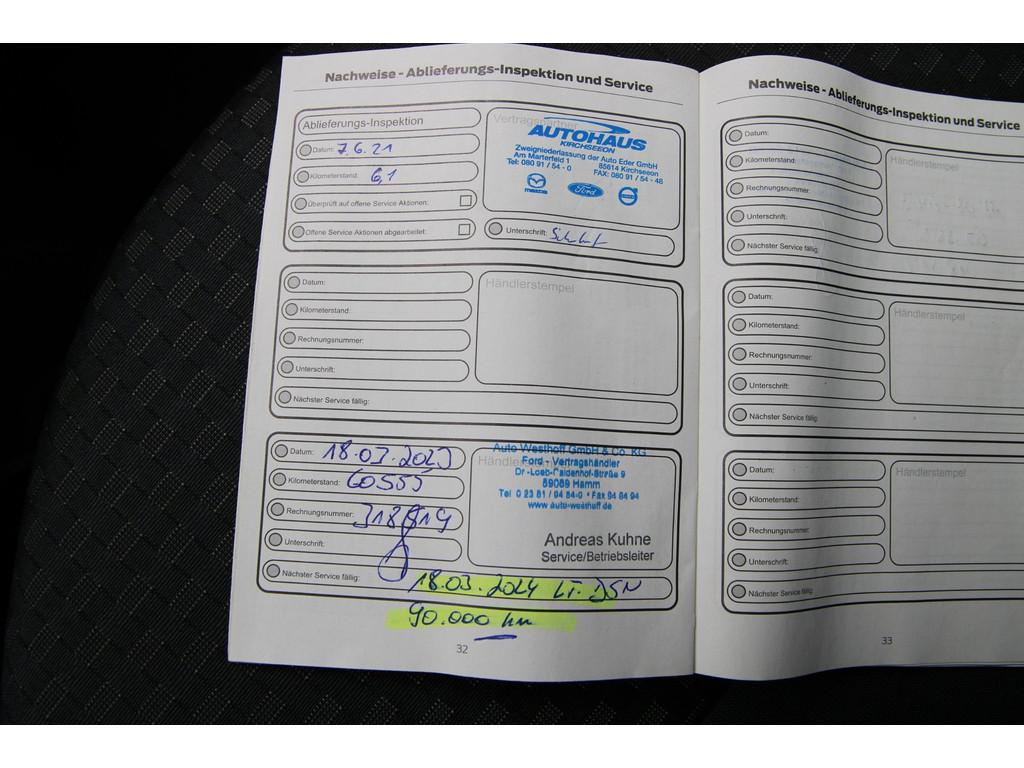 Nachweise - Ablieferungs-Inspektion und Service
Ablieferungs-Inspektion
Datum: 7.6.21
Kilometerstand: 6,1
Überprüft auf offene Service Aktionen:
Offene Service Aktionen abgearbeitet:
Vertragspartner
AUTOHAUS
KIRCHSEEON
Zweigniederlassung der Auto Eder GmbH
Am Marterfeld 1 85614 Kirchseeon
Tel: 080 91 / 54 - 0 FAX: 080 91 / 54 - 48
mazda Ford
Unterschrift:
Datum:
Kilometerstand:
Rechnungsnummer:
Unterschrift:
Nächster Service fällig:
Händlerstempel
Datum: 18.03.2023
Kilometerstand: 60555
Rechnungsnummer: 318819
Unterschrift:
Nächster Service fällig: 18.03.2024 LT. DSN
90.000 km
Auto Westhoff GmbH & Co. KG
Ford - Vertragshändler
59069 Hamm
Tel 0 23 81 / 94 84-0 * Fax 94 84 94
www.auto-westhoff.de
Andreas Kuhne
Service/Betriebsleiter
32
Nachweise - Ablieferungs-Inspektion und Service
Datum:
Kilometerstand:
Rechnungsnummer:
Unterschrift:
Nächster Service fällig:
Händlerstempel
Datum:
Kilometerstand:
Rechnungsnummer:
Unterschrift:
Nächster Service fällig:
Händlerstempel
Datum:
Kilometerstand:
Rechnungsnummer:
Unterschrift:
Nächster Service fällig:
Händlerstempel
33